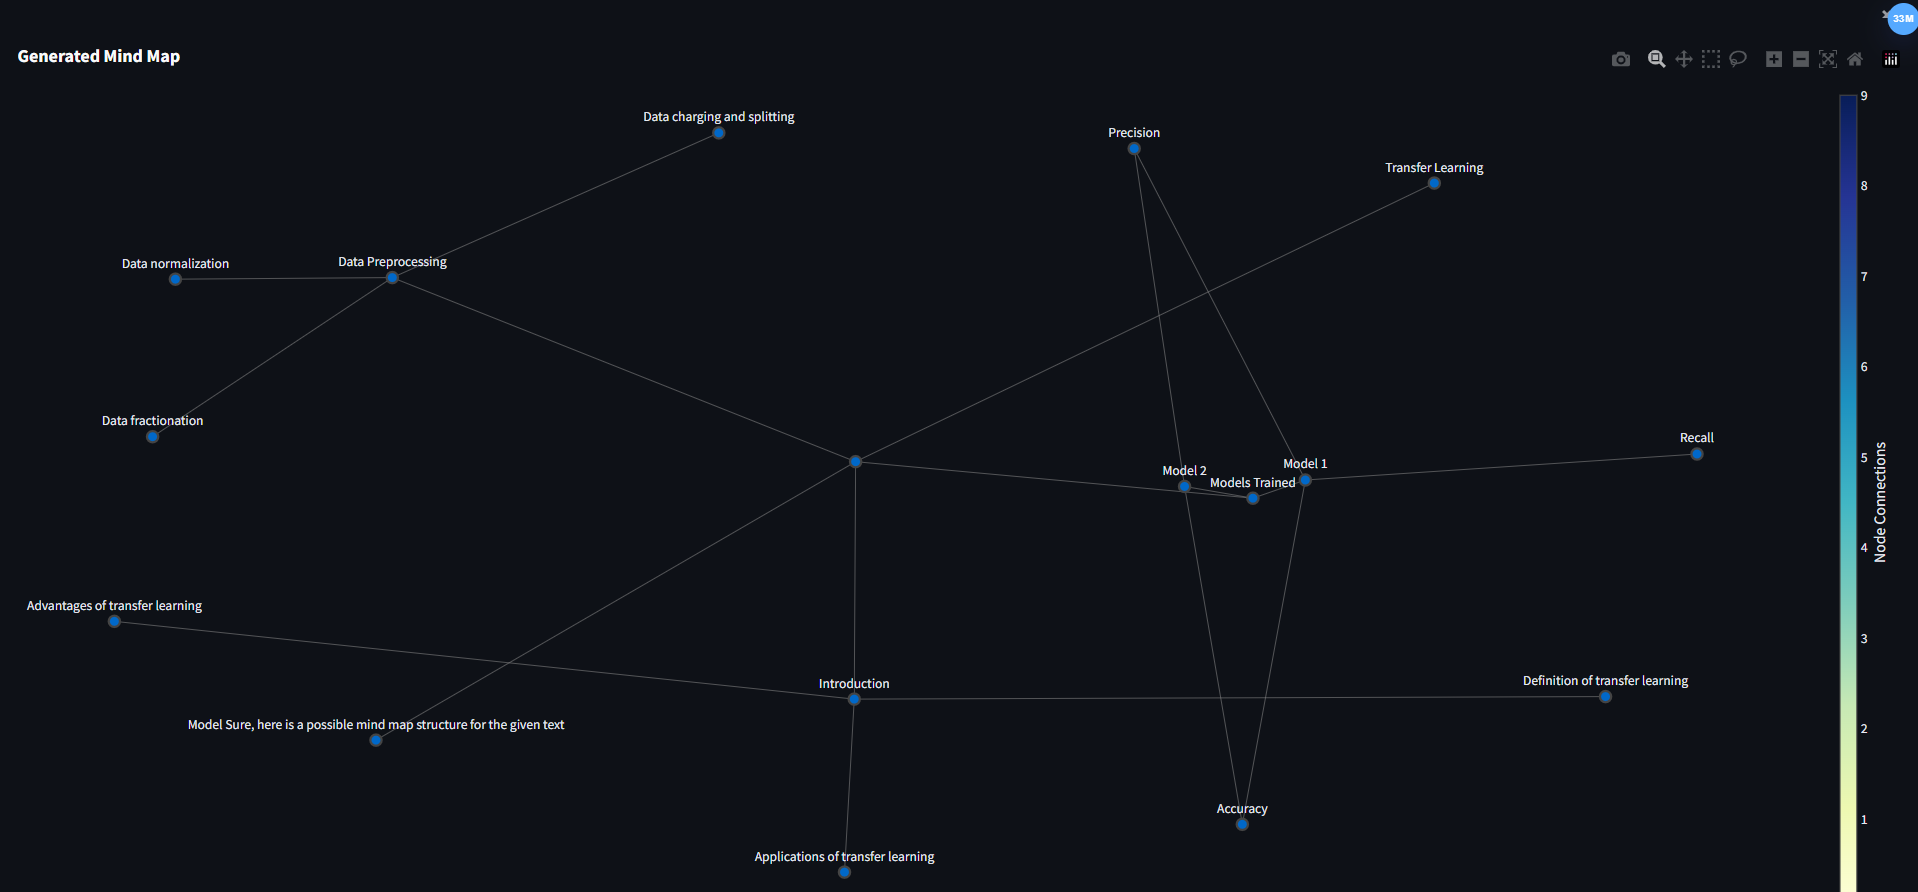 33M
Generated Mind Map
Data charging and splitting
Precision
Transfer Learning
Data normalization
Data Preprocessing
Data fractionation
Recall
Model 1
Model 2
Models Trained
Advantages of transfer learning
Introduction
Definition of transfer learning
Model Sure, here is a possible mind map structure for the given text
Accuracy
Applications of transfer learning
9
8
7
6
5
4
3
2
1
Node Connections